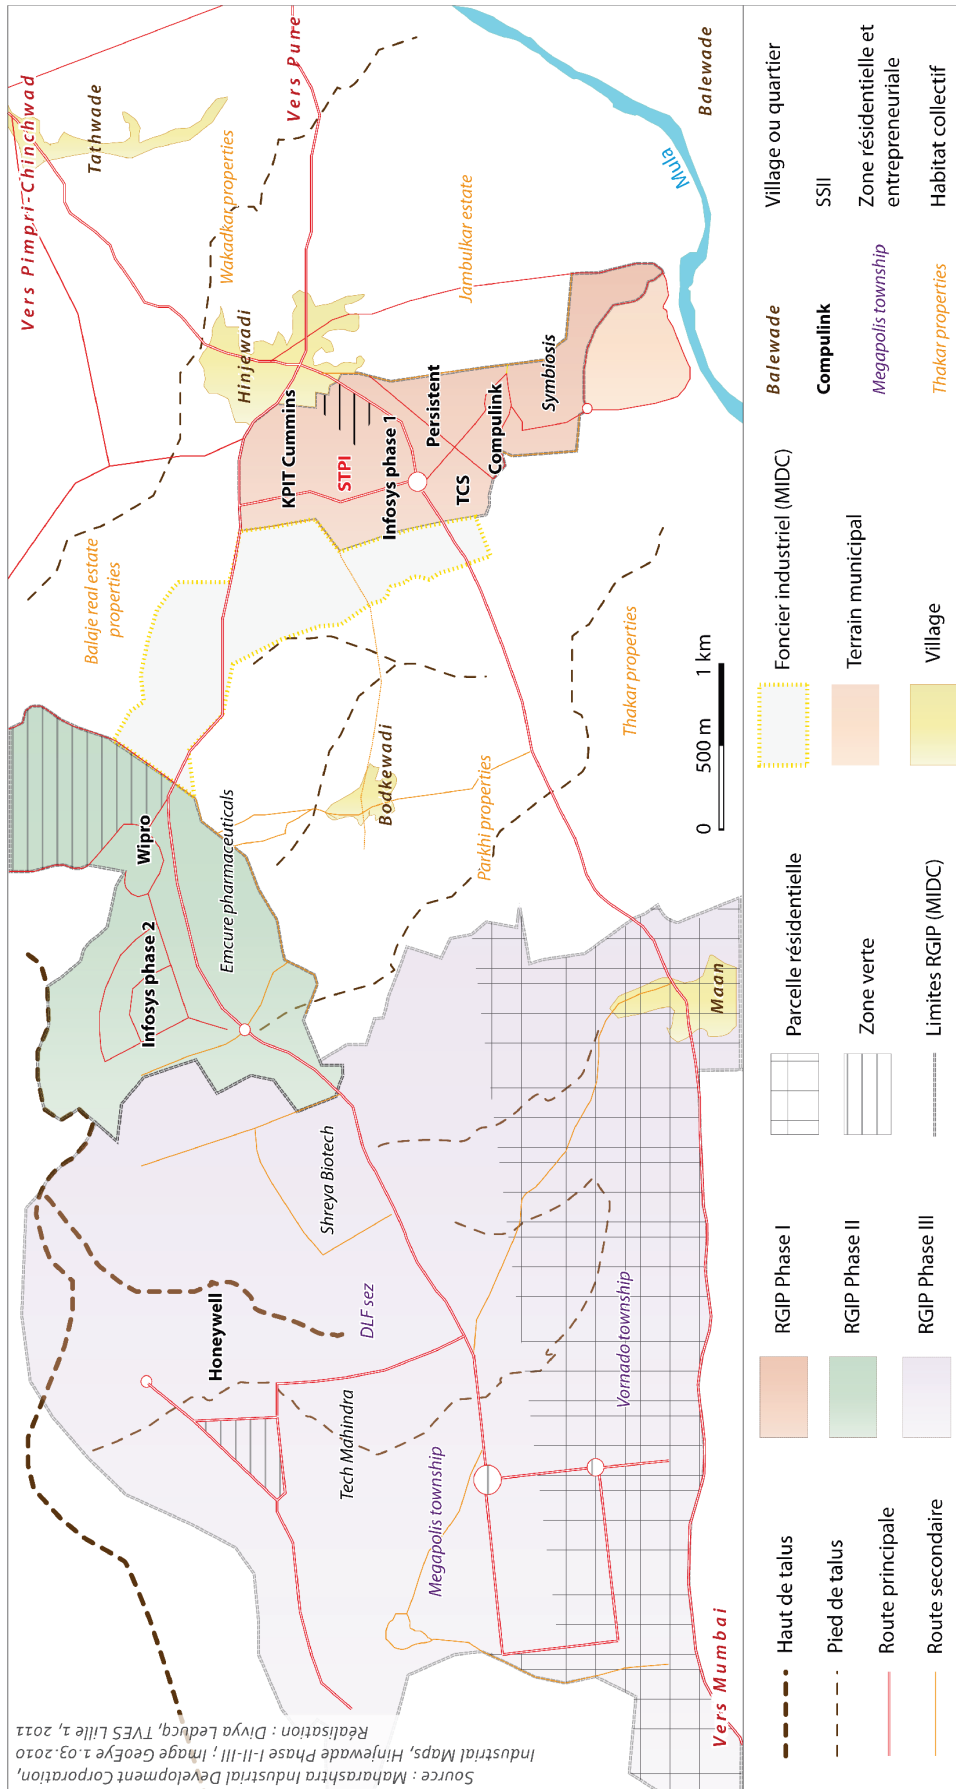 Source : Maharashtra Industrial Development Corporation,
Industrial Maps, Hinjewade Phase I-II-III ; Image GeoEye 1.03.2010
Réalisation : Divya Leducq, TVES Lille 1, 2011
Vers Pimpri-Chinchwad
Tathwade
Vers Pune
Wakadkar properties
Hinjewadi
Jambulkar estate
Mula
Balewade
Balaje real estate
properties
KPIT Cummins
STPI
Infosys phase 1
Persistent
TCS
Compulink
Symbiosis
Wipro
Infosys phase 2
Emcure pharmaceuticals
Bodkewadi
Parkhi properties
Thakar properties
Honeywell
DLF sez
Shreya Biotech
Tech Mahindra
Megapolis township
Vornado township
Maan
Vers Mumbai
0
500 m
1 km
Haut de talus
Pied de talus
Route principale
Route secondaire
RGIP Phase I
RGIP Phase II
RGIP Phase III
Parcelle résidentielle
Zone verte
Limites RGIP (MIDC)
Foncier industriel (MIDC)
Terrain municipal
Village
Balewade
Village ou quartier
Compulink
SSII
Megapolis township
Zone résidentielle et
entrepreneuriale
Thakar properties
Habitat collectif